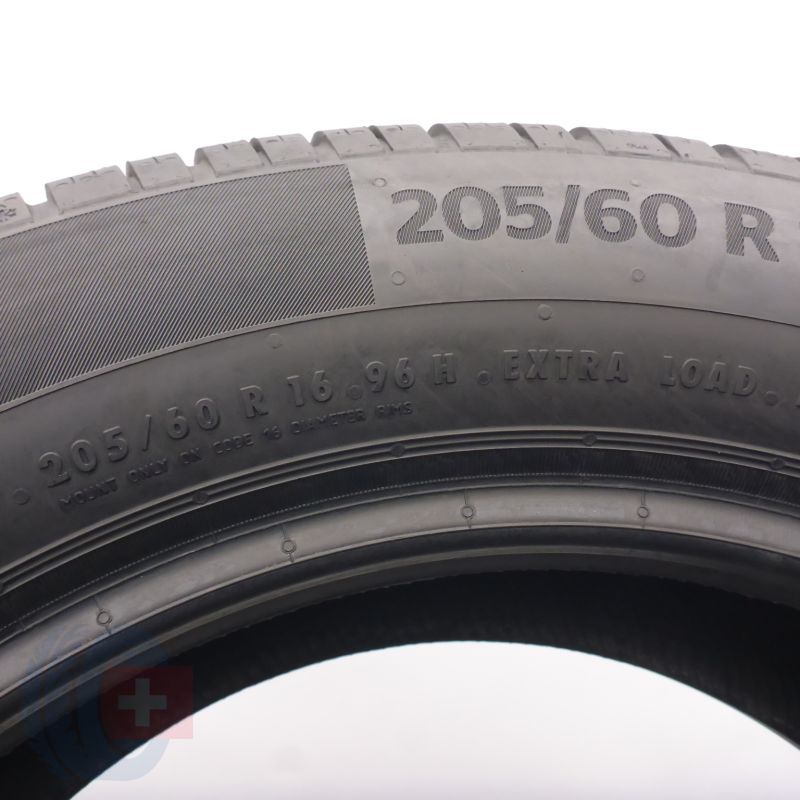 205/60 R
205/60 R 16 96 H . EXTRA LOAD .
MOUNT ONLY ON CODE 16 DIAMETER RIMS